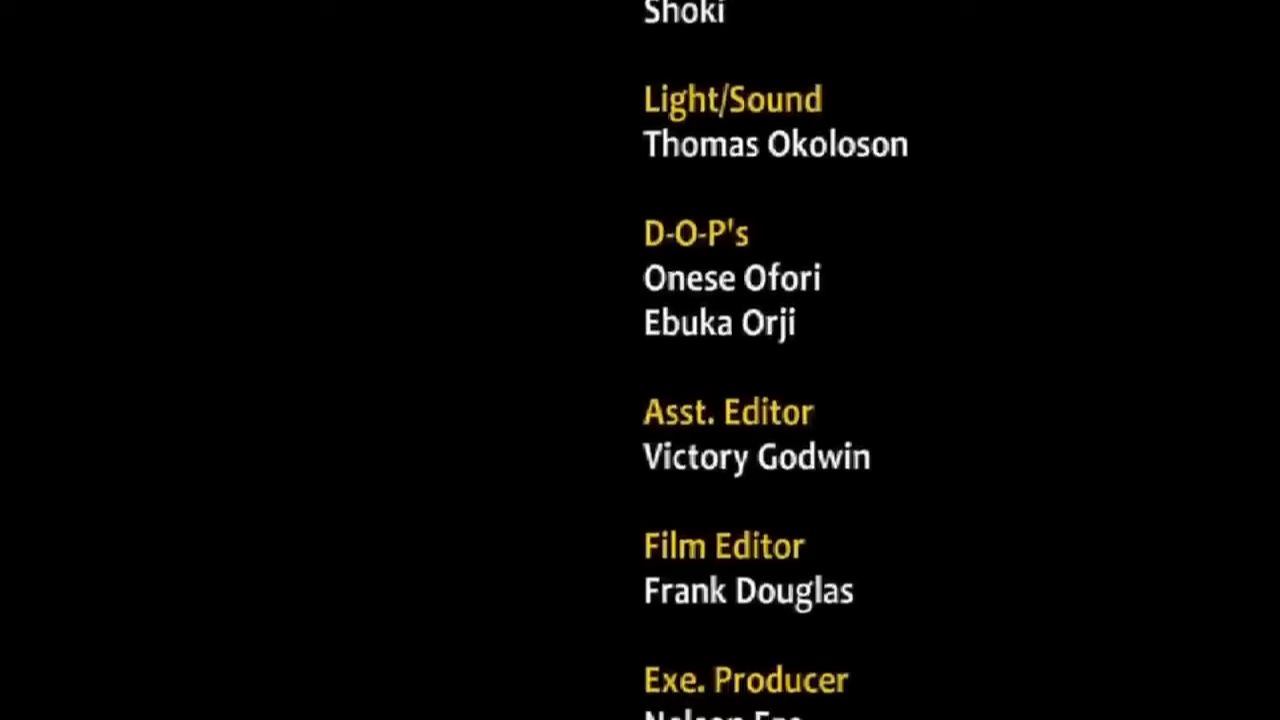 Shoki
Light/Sound
Thomas Okoloson
D-O-P's
Onese Ofori
Ebuka Orji
Asst. Editor
Victory Godwin
Film Editor
Frank Douglas
Exe. Producer